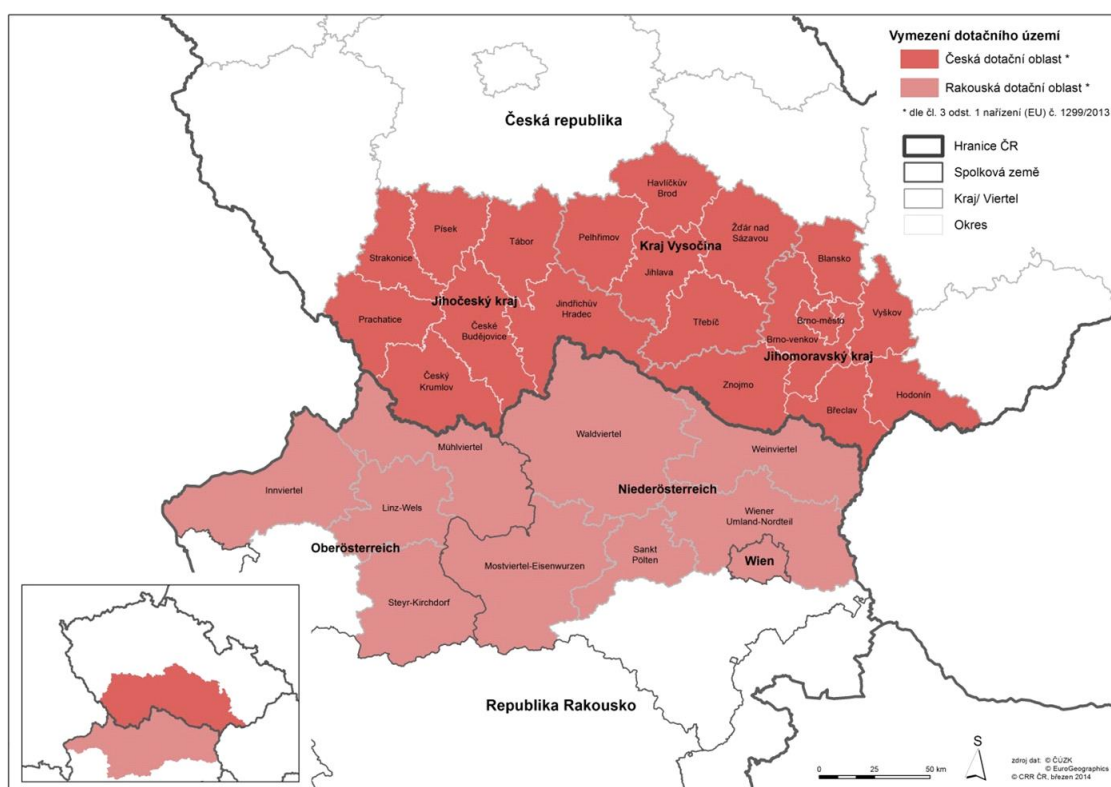 Vymezení dotačního území
Česká dotační oblast *
Rakouská dotační oblast *
* dle čl. 3 odst. 1 nařízení (EU) č. 1299/2013
Hranice ČR
Spolková země
Kraj/ Viertel
Okres
Česká republika
Havlíčkův
Brod
Písek
Tábor
Pelhřimov
Kraj Vysočina
Žďár nad
Sázavou
Strakonice
Jihlava
Blansko
Jihočeský kraj
Jindřichův
Hradec
Prachatice
České
Budějovice
Třebíč
Brno-město
Vyškov
Brno-venkov
Jihomoravský kraj
Český
Krumlov
Znojmo
Břeclav
Hodonín
Mühlviertel
Waldviertel
Weinviertel
Innviertel
Niederösterreich
Linz-Wels
Wiener
Umland-Nordteil
Oberösterreich
Mostviertel-Eisenwurzen
Sankt
Pölten
Wien
Steyr-Kirchdorf
Republika Rakousko
S
0 25 50 km
zdroj dat: © ČÚZK
© EuroGeographics
© CRR ČR, březen 2014